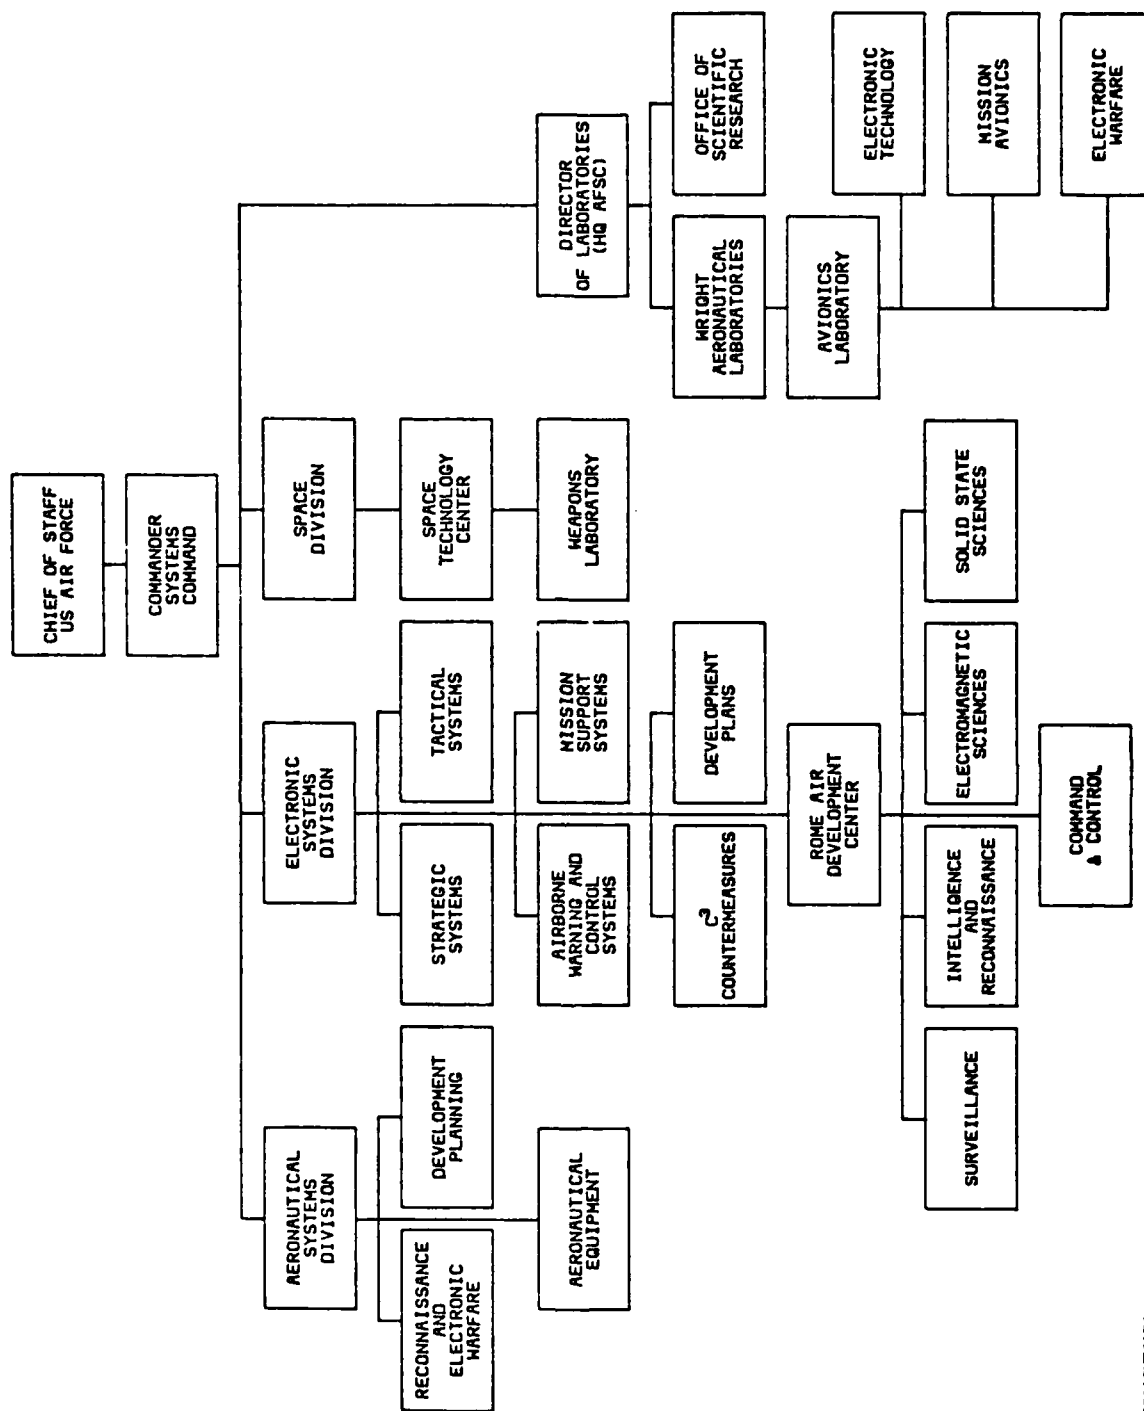 CHIEF OF STAFF
US AIR FORCE
COMMANDER
SYSTEMS
COMMAND
AERONAUTICAL
SYSTEMS
DIVISION
ELECTRONIC
SYSTEMS
DIVISION
SPACE
DIVISION
RECONNAISSANCE
AND
ELECTRONIC
WARFARE
DEVELOPMENT
PLANNING
STRATEGIC
SYSTEMS
TACTICAL
SYSTEMS
SPACE
TECHNOLOGY
CENTER
AERONAUTICAL
EQUIPMENT
AIRBORNE
WARNING AND
CONTROL
SYSTEMS
MISSION
SUPPORT
SYSTEMS
WEAPONS
LABORATORY
DIRECTOR
OF LABORATORIES
(HQ AFSC)
C³
COUNTERMEASURES
DEVELOPMENT
PLANS
WRIGHT
AERONAUTICAL
LABORATORIES
OFFICE OF
SCIENTIFIC
RESEARCH
ROME AIR
DEVELOPMENT
CENTER
AVIONICS
LABORATORY
ELECTRONIC
TECHNOLOGY
SURVEILLANCE
INTELLIGENCE
AND
RECONNAISSANCE
ELECTROMAGNETIC
SCIENCES
SOLID STATE
SCIENCES
MISSION
AVIONICS
COMMAND
& CONTROL
ELECTRONIC
WARFARE